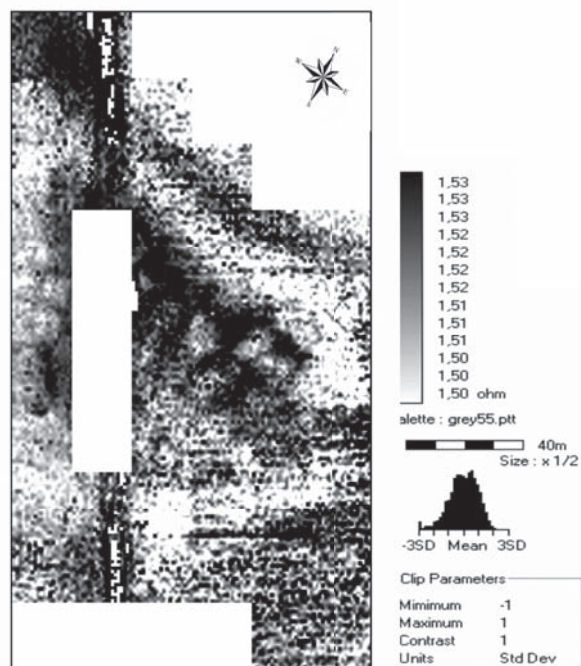 1,53
1,53
1,53
1,52
1,52
1,52
1,52
1,51
1,51
1,51
1,50
1,50
1,50 ohm
alette : grey55.ptt
40m
Size : x 1/2
-3SD Mean 3SD
Clip Parameters
Mimimum -1
Maximum 1
Contrast 1
Units Std Dev